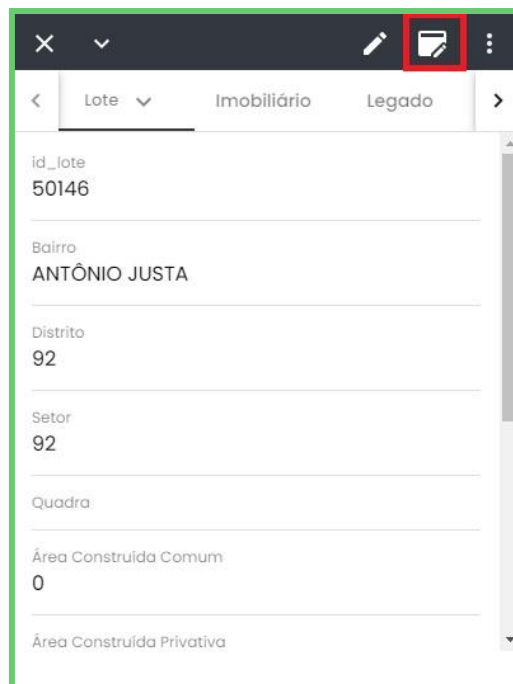 Lote
Imobiliário
Legado
id_lote
50146
Bairro
ANTÔNIO JUSTA
Distrito
92
Setor
92
Quadra
Área Construída Comum
0
Área Construída Privativa